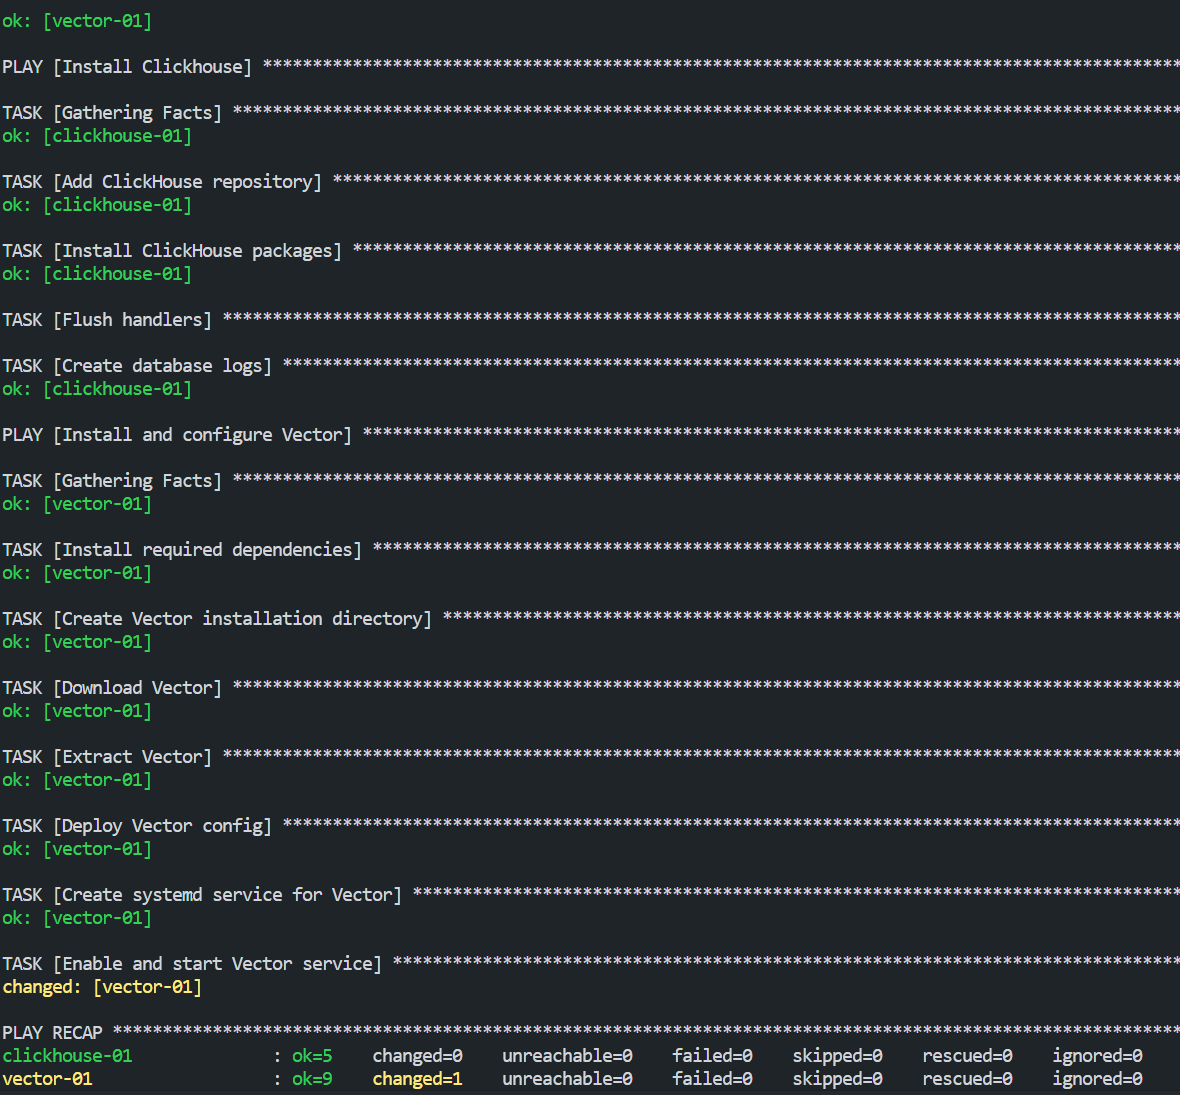 ok: [vector-01]
PLAY [Install Clickhouse] ********************************************************************************************
TASK [Gathering Facts] ***********************************************************************************************
ok: [clickhouse-01]
TASK [Add ClickHouse repository] *************************************************************************************
ok: [clickhouse-01]
TASK [Install ClickHouse packages] ***********************************************************************************
ok: [clickhouse-01]
TASK [Flush handlers] ************************************************************************************************
TASK [Create database logs] ******************************************************************************************
ok: [clickhouse-01]
PLAY [Install and configure Vector] **********************************************************************************
TASK [Gathering Facts] ***********************************************************************************************
ok: [vector-01]
TASK [Install required dependencies] *********************************************************************************
ok: [vector-01]
TASK [Create Vector installation directory] **************************************************************************
ok: [vector-01]
TASK [Download Vector] ***********************************************************************************************
ok: [vector-01]
TASK [Extract Vector] ************************************************************************************************
ok: [vector-01]
TASK [Deploy Vector config] ******************************************************************************************
ok: [vector-01]
TASK [Create systemd service for Vector] *****************************************************************************
ok: [vector-01]
TASK [Enable and start Vector service] *******************************************************************************
changed: [vector-01]
PLAY RECAP ***********************************************************************************************************
clickhouse-01              : ok=5    changed=0    unreachable=0    failed=0    skipped=0    rescued=0    ignored=0
vector-01                  : ok=9    changed=1    unreachable=0    failed=0    skipped=0    rescued=0    ignored=0